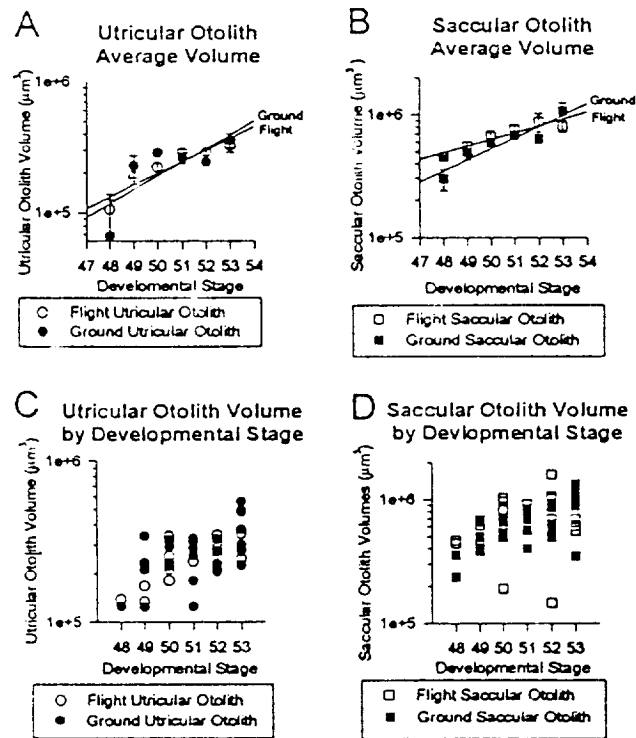 A
Utricular Otolith
Average Volume
Utricular Otolith Volume (μm³)
1e+6
1e+5
Ground
Flight
47 48 49 50 51 52 53 54
Develomental Stage
Flight Utricular Otolith
Ground Utricular Otolith
B
Saccular Otolith
Average Volume
Saccular Otolith Volume (μm³)
1e+6
1e+5
Ground
Flight
47 48 49 50 51 52 53 54
Developmental Stage
Flight Saccular Otolith
Ground Saccular Otolith
C
Utricular Otolith Volume
by Developmental Stage
Utricular Otolith Volume (μm³)
1e+6
1e+5
48 49 50 51 52 53
Developmental Stage
Flight Utricular Otolith
Ground Utricular Otolith
D
Saccular Otolith Volume
by Devlopmental Stage
Saccular Otolith Volumes (μm³)
1e+6
1e+5
48 49 50 51 52 53
Developmental Stage
Flight Saccular Otolith
Ground Saccular Otolith